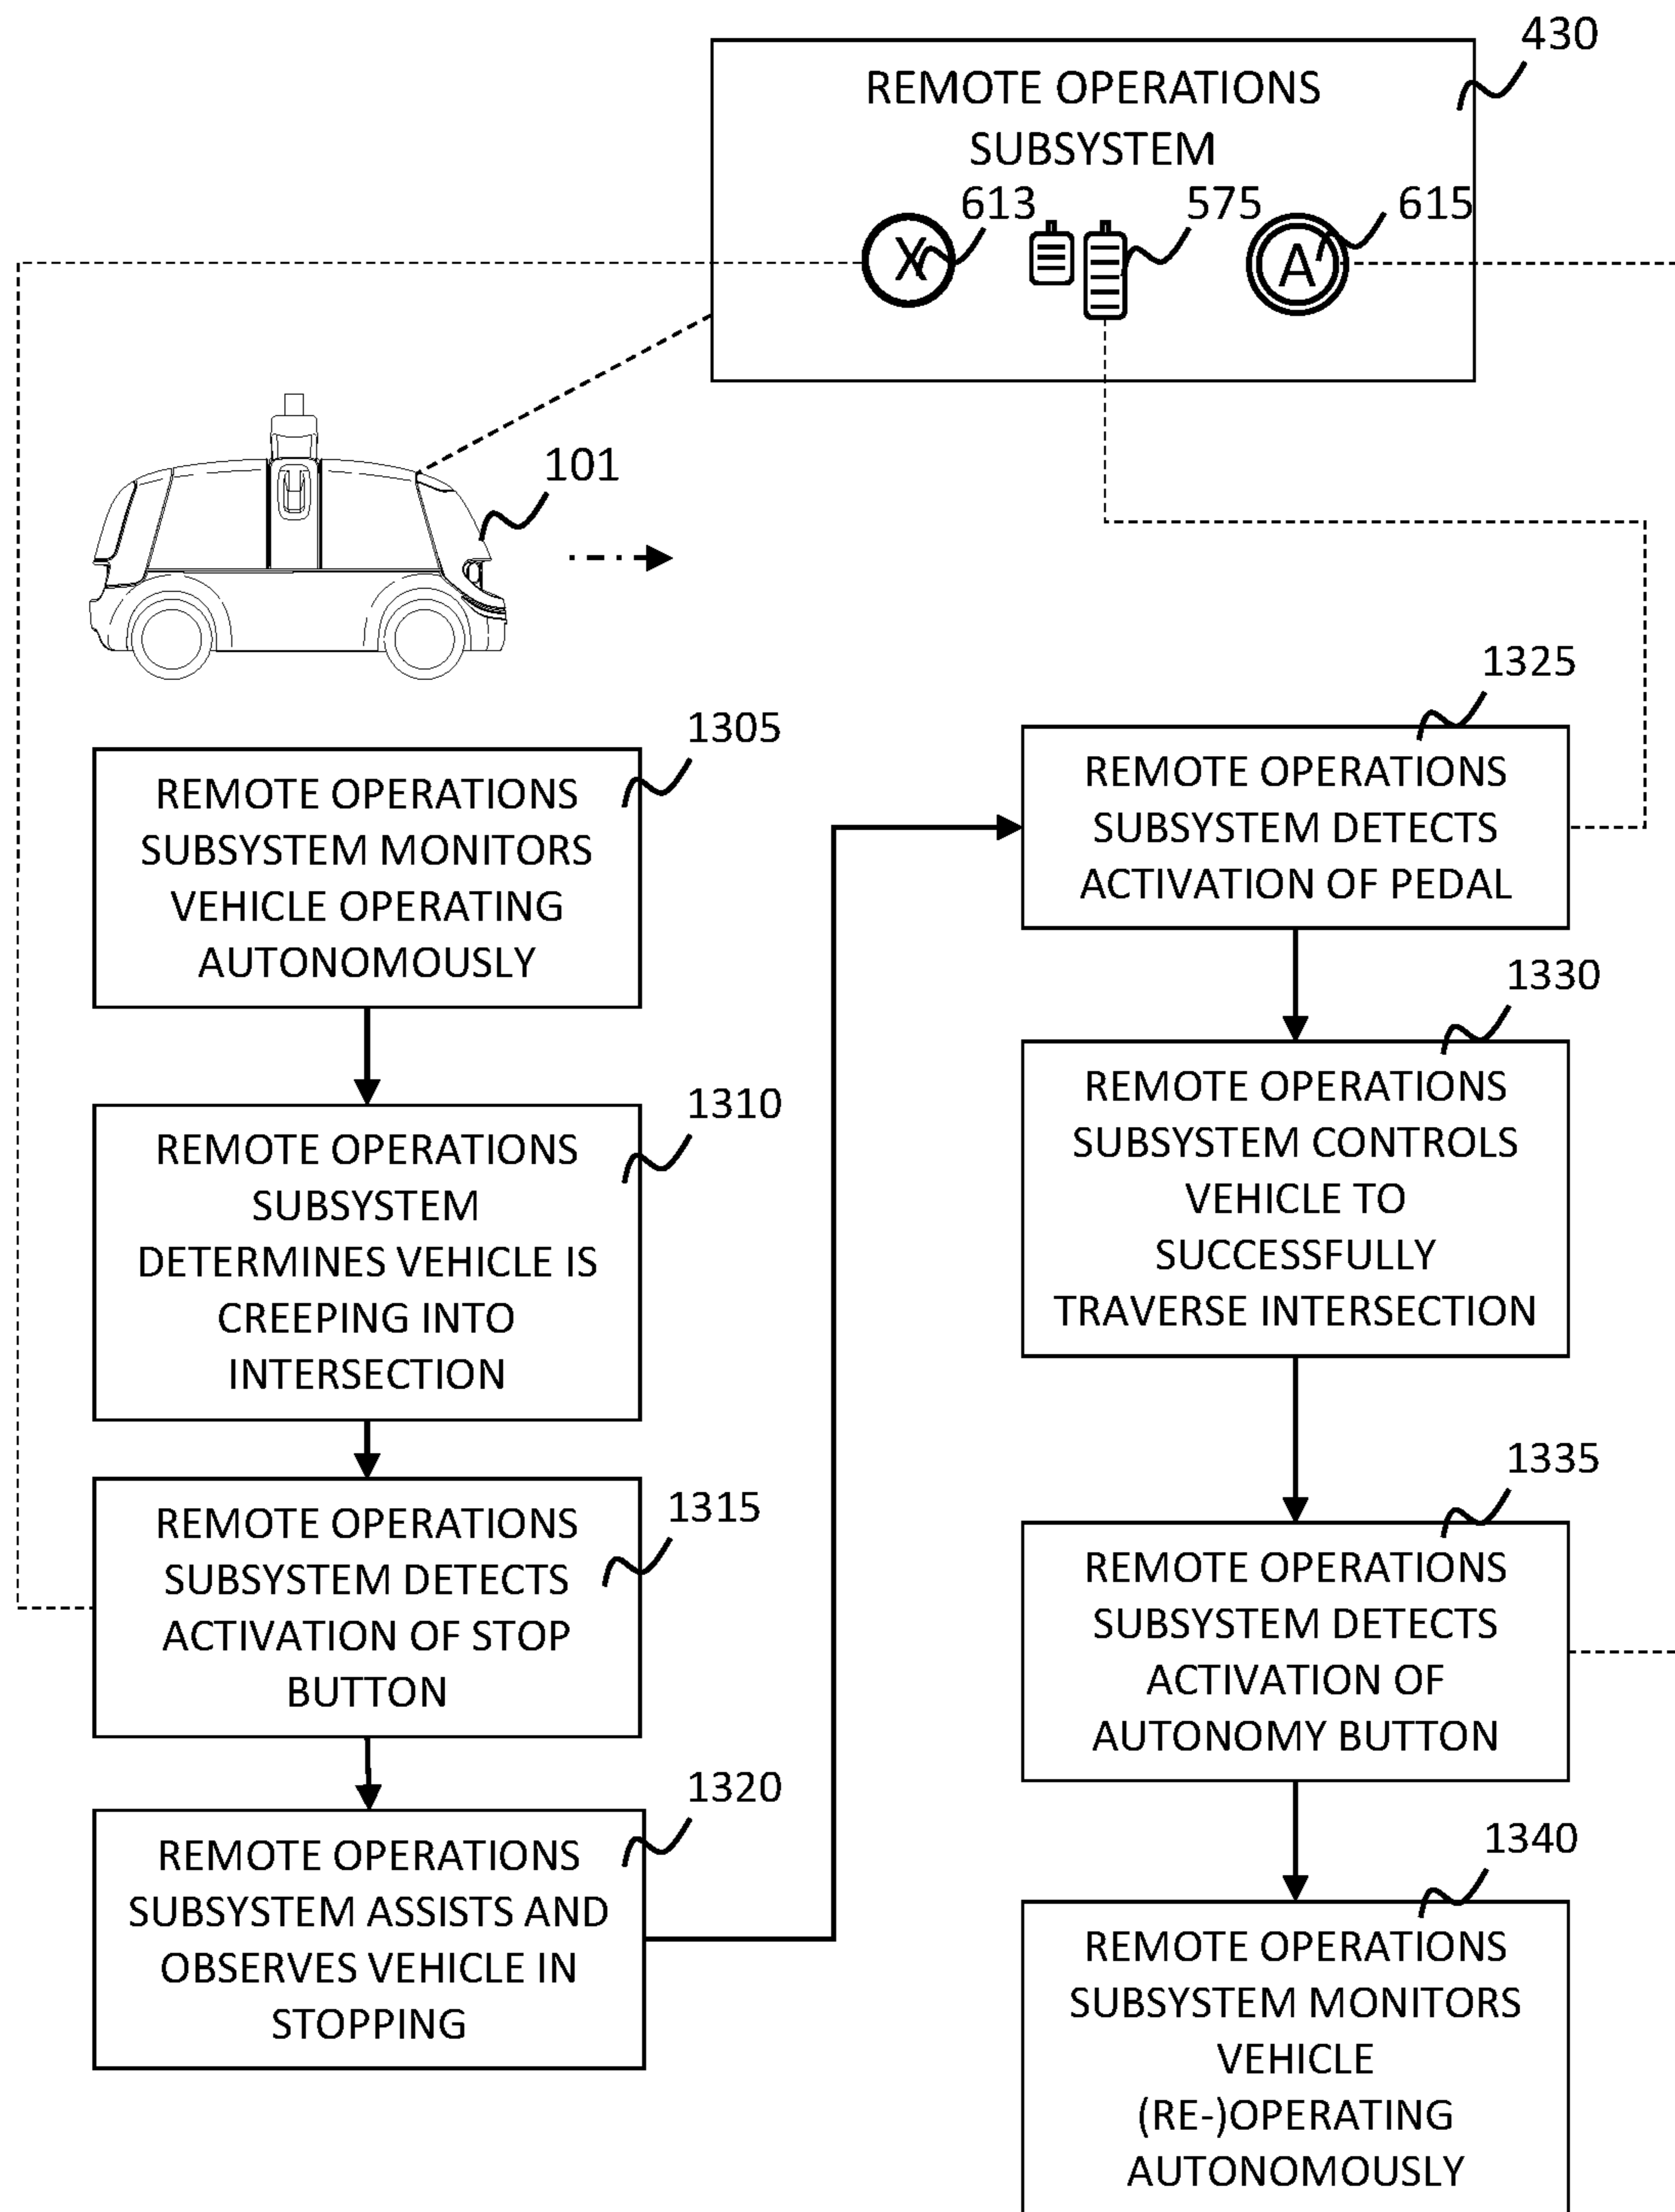 430
REMOTE OPERATIONS
SUBSYSTEM
613
575
615
X
A
101
1305
REMOTE OPERATIONS
SUBSYSTEM MONITORS
VEHICLE OPERATING
AUTONOMOUSLY
1310
REMOTE OPERATIONS
SUBSYSTEM
DETERMINES VEHICLE IS
CREEPING INTO
INTERSECTION
1315
REMOTE OPERATIONS
SUBSYSTEM DETECTS
ACTIVATION OF STOP
BUTTON
1320
REMOTE OPERATIONS
SUBSYSTEM ASSISTS AND
OBSERVES VEHICLE IN
STOPPING
1325
REMOTE OPERATIONS
SUBSYSTEM DETECTS
ACTIVATION OF PEDAL
1330
REMOTE OPERATIONS
SUBSYSTEM CONTROLS
VEHICLE TO
SUCCESSFULLY
TRAVERSE INTERSECTION
1335
REMOTE OPERATIONS
SUBSYSTEM DETECTS
ACTIVATION OF
AUTONOMY BUTTON
1340
REMOTE OPERATIONS
SUBSYSTEM MONITORS
VEHICLE
(RE-)OPERATING
AUTONOMOUSLY